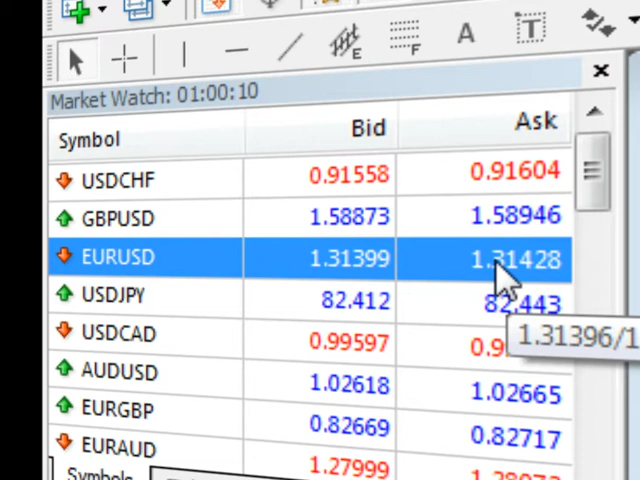 E F A T
Market Watch: 01:00:10
Symbol Bid Ask
USDCHF 0.91558 0.91604
GBPUSD 1.58873 1.58946
EURUSD 1.31399 1.31428
USDJPY 82.412 82.443
1.31396/1
USDCAD 0.99597
AUDUSD 1.02618 1.02665
EURGBP 0.82669 0.82717
EURAUD 1.27999
Symbols